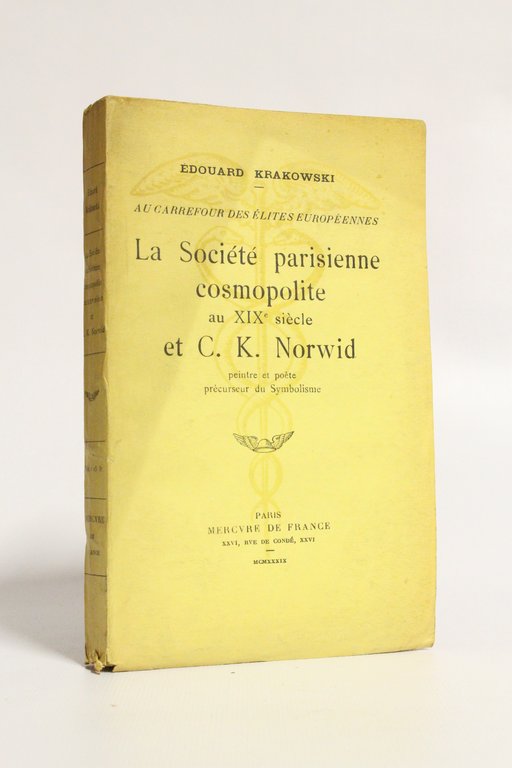 ÉDOUARD KRAKOWSKI
AU CARREFOUR DES ÉLITES EUROPÉENNES
La Société parisienne
cosmopolite
au XIXe siècle
et C. K. Norwid
peintre et poète
précurseur du Symbolisme
PARIS
MERCVRE DE FRANCE
XXVI, RVE DE CONDÉ, XXVI
MCMXXXIX